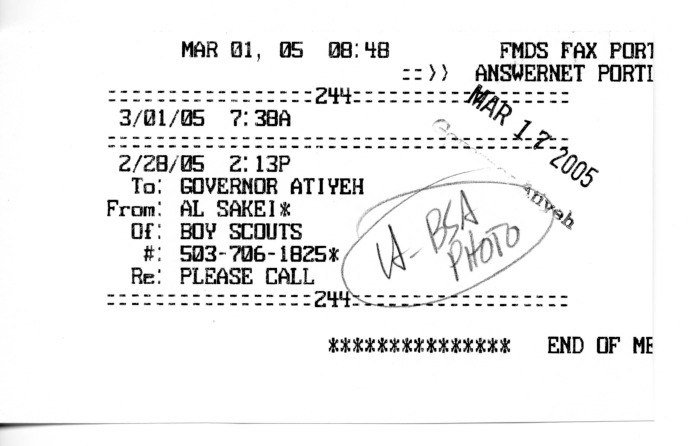 MAR 01, 05 08:48 FMDS FAX PORT
::>> ANSWERNET PORTL
244
3/01/05 7:38A
2/28/05 2:13P
To: GOVERNOR ATIYEH
From: AL SAKEI*
Of: BOY SCOUTS
#: 503-706-1825*
Re: PLEASE CALL
244
*************** END OF ME
MAR 17 2005
Atiyeh
BSA
PHOTO